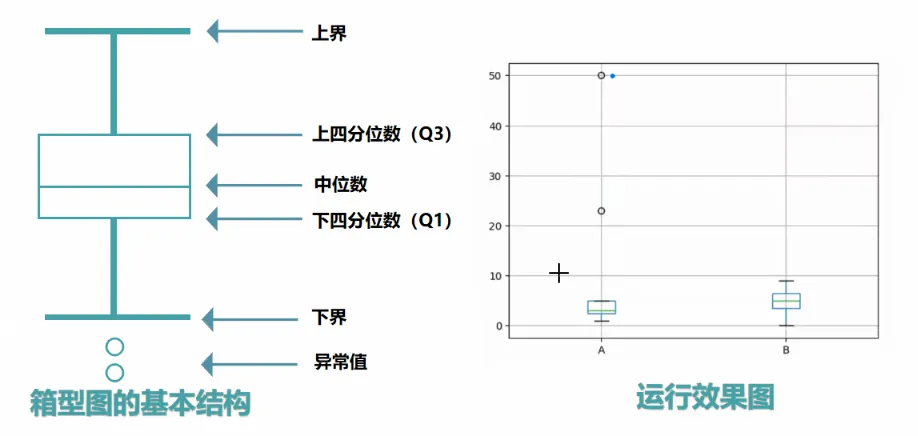 上界
上四分位数（Q3）
中位数
下四分位数（Q1）
下界
异常值
箱型图的基本结构
50
40
30
20
10
0
A B
运行效果图